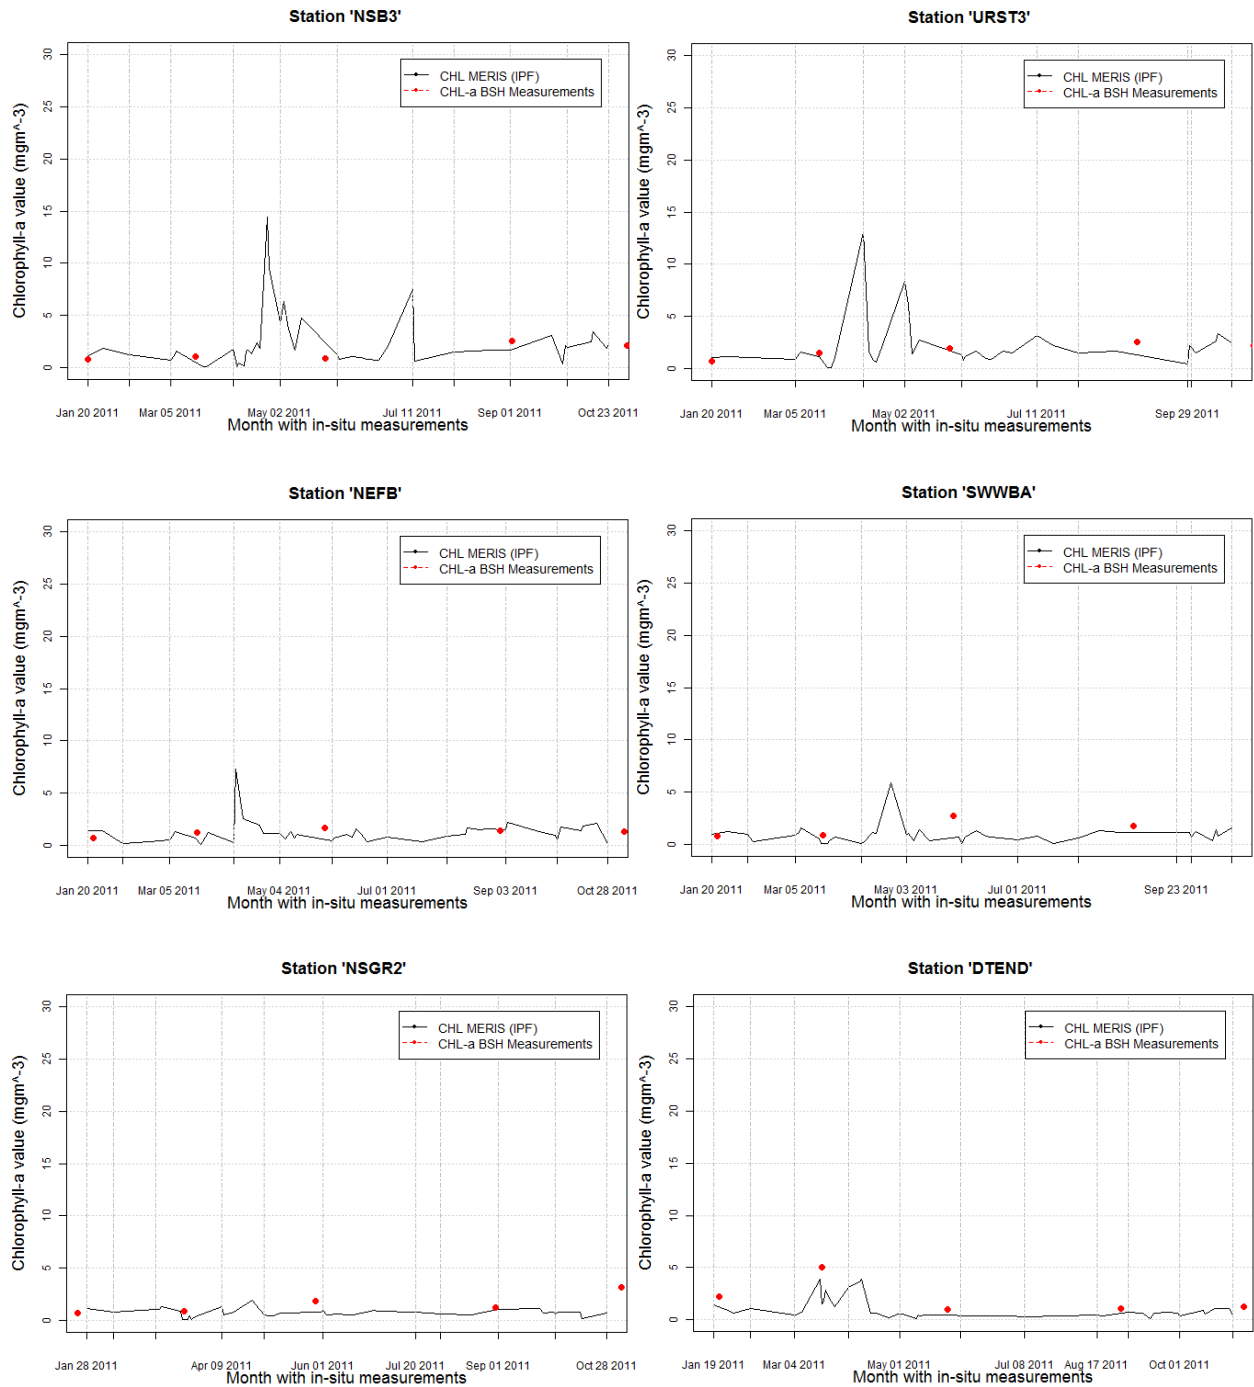 Station 'NSB3'
Chlorophyll-a value (mgm^-3)
30
25
20
15
10
5
0
CHL MERIS (IPF)
CHL-a BSH Measurements
Jan 20 2011 Mar 05 2011 May 02 2011 Jul 11 2011 Sep 01 2011 Oct 23 2011
Month with in-situ measurements
Station 'URST3'
Chlorophyll-a value (mgm^-3)
30
25
20
15
10
5
0
CHL MERIS (IPF)
CHL-a BSH Measurements
Jan 20 2011 Mar 05 2011 May 02 2011 Jul 11 2011 Sep 29 2011
Month with in-situ measurements
Station 'NEFB'
Chlorophyll-a value (mgm^-3)
30
25
20
15
10
5
0
CHL MERIS (IPF)
CHL-a BSH Measurements
Jan 20 2011 Mar 05 2011 May 04 2011 Jul 01 2011 Sep 03 2011 Oct 28 2011
Month with in-situ measurements
Station 'SWWBA'
Chlorophyll-a value (mgm^-3)
30
25
20
15
10
5
0
CHL MERIS (IPF)
CHL-a BSH Measurements
Jan 20 2011 Mar 05 2011 May 03 2011 Jul 01 2011 Sep 23 2011
Month with in-situ measurements
Station 'NSGR2'
Chlorophyll-a value (mgm^-3)
30
25
20
15
10
5
0
CHL MERIS (IPF)
CHL-a BSH Measurements
Jan 28 2011 Apr 09 2011 Jun 01 2011 Jul 20 2011 Sep 01 2011 Oct 28 2011
Month with in-situ measurements
Station 'DTEND'
Chlorophyll-a value (mgm^-3)
30
25
20
15
10
5
0
CHL MERIS (IPF)
CHL-a BSH Measurements
Jan 19 2011 Mar 04 2011 May 01 2011 Jul 08 2011 Aug 17 2011 Oct 01 2011
Month with in-situ measurements